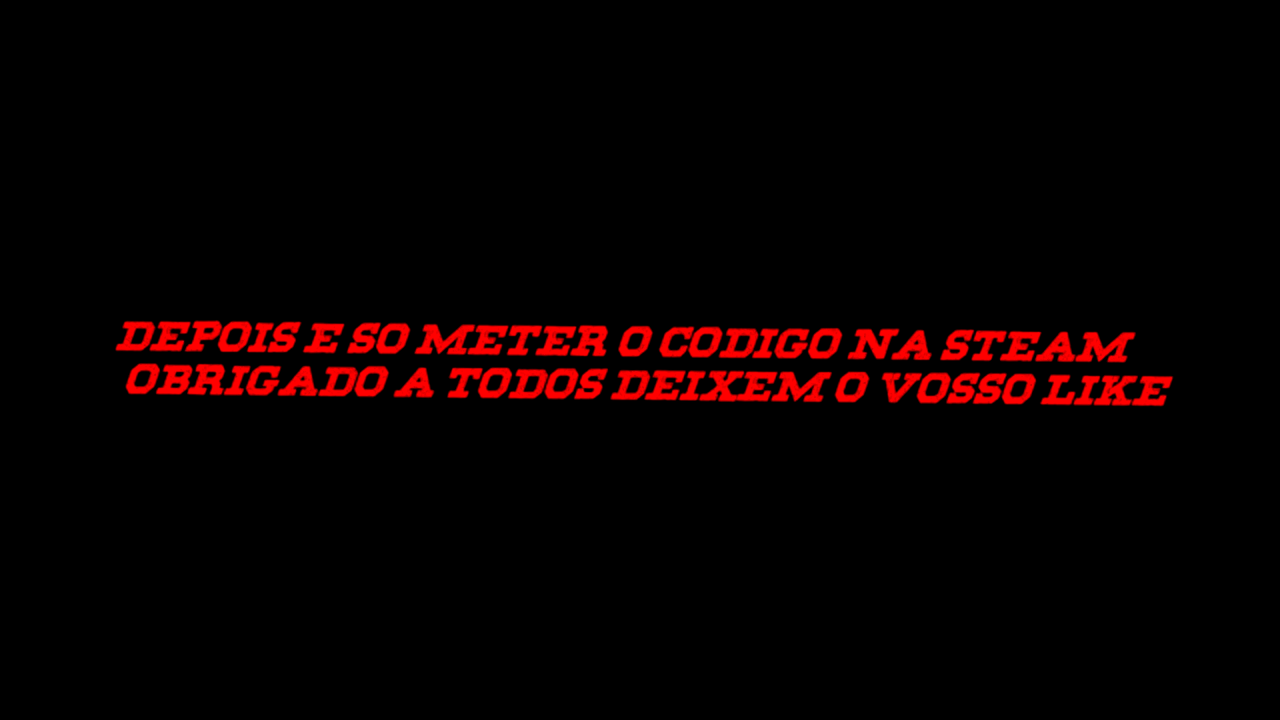 DEPOIS E SO METER O CODIGO NA STEAM
OBRIGADO A TODOS DEIXEM O VOSSO LIKE